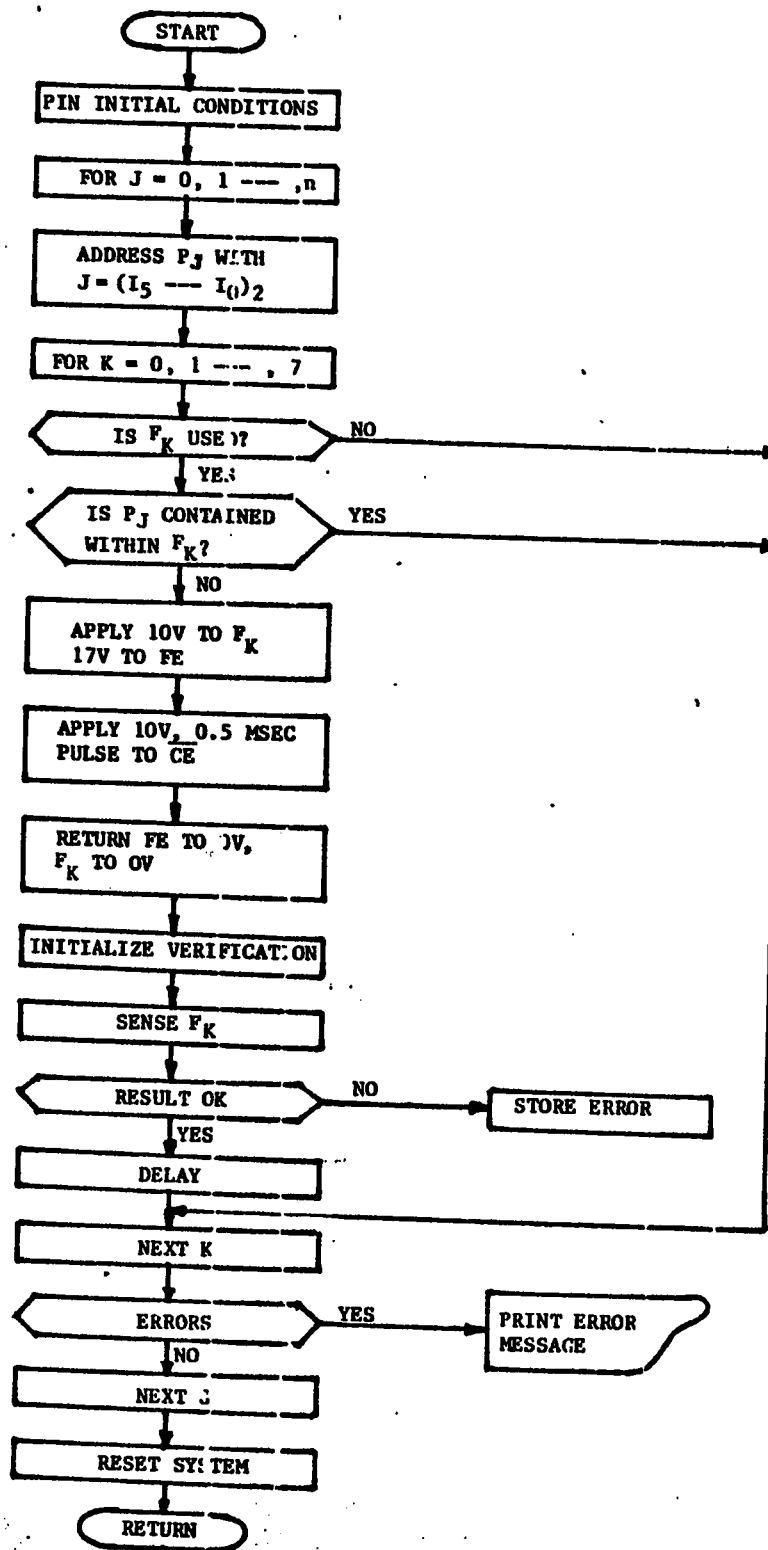 START
PIN INITIAL CONDITIONS
FOR J = 0, 1 --- ,n
ADDRESS PJ WITH
J = (I5 --- I0)2
FOR K = 0, 1 --- , 7
IS FK USED?
NO
YES
IS PJ CONTAINED
WITHIN FK?
YES
NO
APPLY 10V TO FK
17V TO FE
APPLY 10V, 0.5 MSEC
PULSE TO C̅E̅
RETURN FE TO 0V,
FK TO 0V
INITIALIZE VERIFICATION
SENSE FK
RESULT OK
NO
STORE ERROR
YES
DELAY
NEXT K
ERRORS
YES
PRINT ERROR
MESSAGE
NO
NEXT J
RESET SYSTEM
RETURN